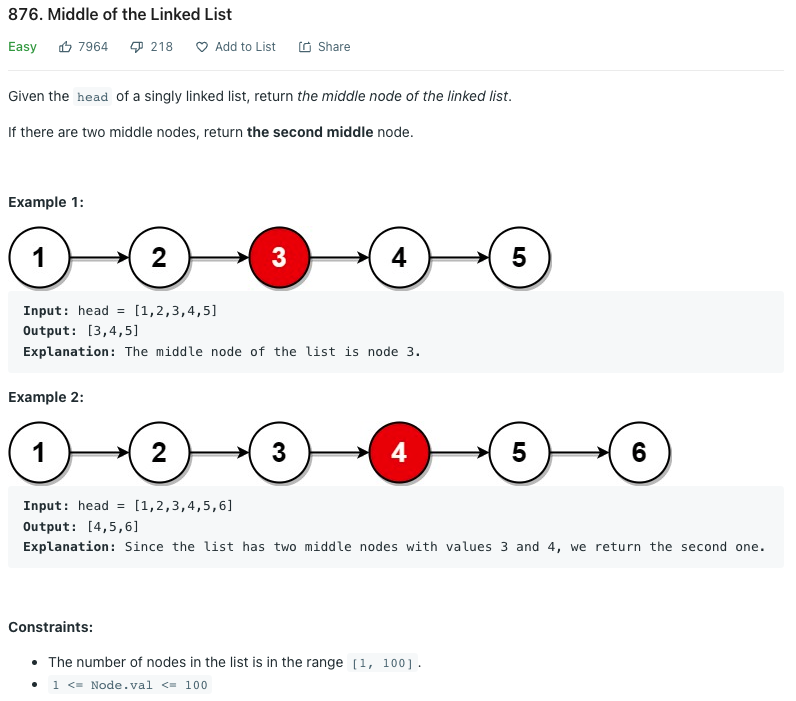 876. Middle of the Linked List
Easy 7964 218 Add to List Share
Given the head of a singly linked list, return the middle node of the linked list.
If there are two middle nodes, return the second middle node.
Example 1:
1 2 3 4 5
Input: head = [1,2,3,4,5]
Output: [3,4,5]
Explanation: The middle node of the list is node 3.
Example 2:
1 2 3 4 5 6
Input: head = [1,2,3,4,5,6]
Output: [4,5,6]
Explanation: Since the list has two middle nodes with values 3 and 4, we return the second one.
Constraints:
• The number of nodes in the list is in the range [1, 100].
• 1 <= Node.val <= 100